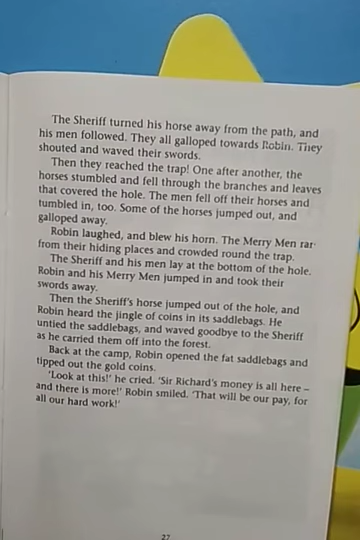 The Sheriff turned his horse away from the path, and
his men followed. They all galloped towards Robin. They
shouted and waved their swords.
Then they reached the trap! One after another, the
horses stumbled and fell through the branches and leaves
that covered the hole. The men fell off their horses and
tumbled in, too. Some of the horses jumped out, and
galloped away.
Robin laughed, and blew his horn. The Merry Men
from their hiding places and crowded round the trap.
The Sheriff and his men lay at the bottom of the hole.
Robin and his Merry Men jumped in and took their
swords away.
Then the Sheriff's horse jumped out of the hole, and
Robin heard the jingle of coins in its saddlebags. He
untied the saddlebags, and waved goodbye to the Sheriff
as he carried them off into the forest.
Back at the camp, Robin opened the fat saddlebags and
tipped out the gold coins.
'Look at this!' he cried. 'Sir Richard's money is all here –
and there is more!' Robin smiled. 'That will be our pay, for
all our hard work!'
27